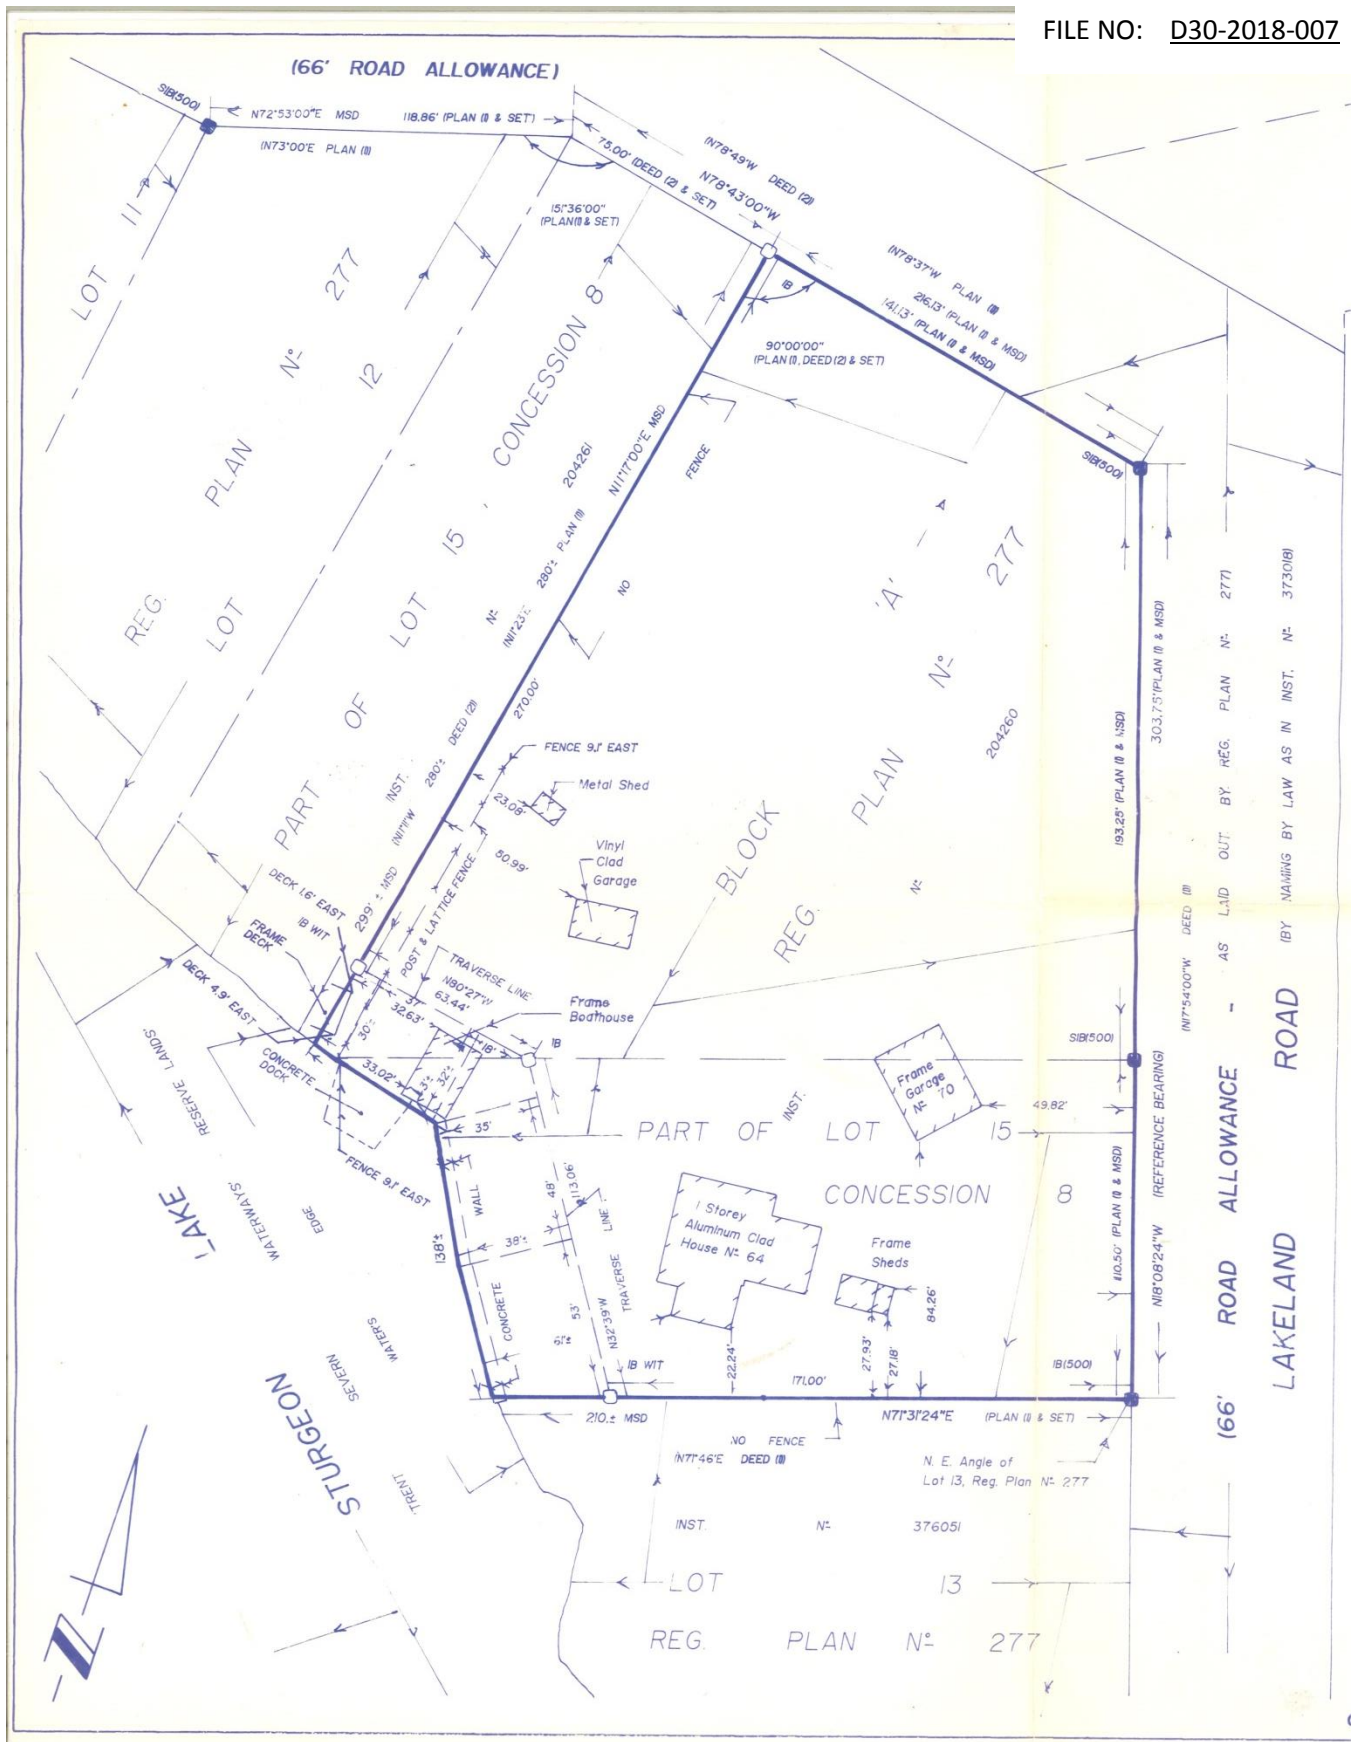 FILE NO: D30-2018-007
(66' ROAD ALLOWANCE)
SIB(500)
N72°53'00"E MSD 118.86' (PLAN (1) & SET)
(N73°00'E PLAN (1))
75.00' (DEED (2) & SET)
(N78°49'W DEED (2))
N78°43'00"W
151°36'00"
(PLAN (1) & SET)
(N78°37'W PLAN (1))
216.13' (PLAN (1) & MSD)
141.13' (PLAN (1) & MSD)
IB
90°00'00"
(PLAN (1), DEED (2) & SET)
SIB(500)
LOT 11
REG. PLAN Nº 277
LOT 12
PART OF LOT 15, CONCESSION 8
INST. Nº 204261
N11°17'00"E MSD
NO FENCE
280'± PLAN (1)
(N11°23'E
270.00'
280'± DEED (2))
(N11°11'W
299'± MSD
BLOCK 'A'
REG. PLAN Nº 277
INST. Nº 204260
193.25' (PLAN (1) & MSD)
303.75' (PLAN (1) & MSD)
(N17°54'00"W DEED (1))
(66' ROAD ALLOWANCE - AS LAID OUT BY REG. PLAN Nº 277)
LAKELAND ROAD (BY NAMING BY LAW AS IN INST. Nº 373018)
FENCE 9.1' EAST
Metal Shed
23.08'
50.99'
Vinyl
Clad
Garage
POST & LATTICE FENCE
DECK 1.6' EAST
IB WIT
FRAME
DECK
DECK 4.9' EAST
CONCRETE
DOCK
TRAVERSE LINE
N80°27'W
63.44'
37'
32.63'
Frame
Boathouse
18'
IB
30'±
33.02'
3'±
32'±
35'
FENCE 9.1' EAST
SIB(500)
Frame
Garage
Nº 70
49.82'
PART OF LOT 15
CONCESSION 8
1 Storey
Aluminum Clad
House Nº 64
Frame
Sheds
84.26'
27.93'
27.18'
22.24'
110.50' (PLAN (1) & MSD)
N18°08'24"W (REFERENCE BEARING)
IB(500)
138'±
CONCRETE WALL
48'
113.06'
38'±
53'
61'±
N32°39'W
TRAVERSE LINE
IB WIT
171.00'
210.± MSD
N71°31'24"E (PLAN (1) & SET)
NO FENCE
(N71°46'E DEED (1))
N. E. Angle of
Lot 13, Reg. Plan Nº 277
STURGEON LAKE
'TRENT SEVERN WATERWAYS'
WATER'S EDGE
RESERVE LANDS'
INST. Nº 376051
LOT 13
REG. PLAN Nº 277